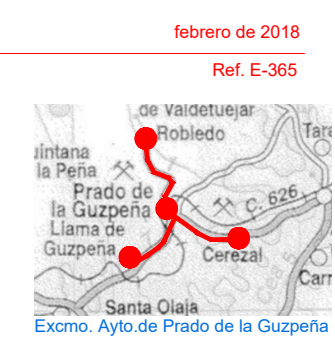 febrero de 2018
Ref. E-365
de Valdetuejar
Robledo
Tara
uintana
la Peña
Prado de
la Guzpeña
C. 626
Llama de
Guzpeña
Cerezal
Carr
Santa Olaja
Excmo. Ayto.de Prado de la Guzpeña